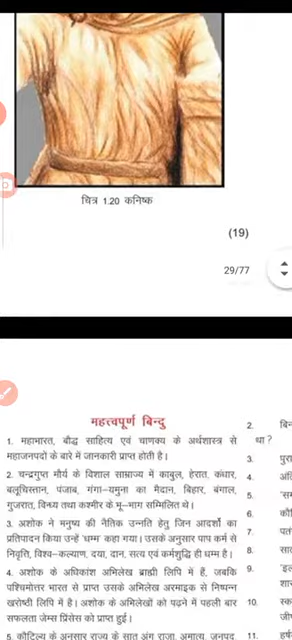 चित्र 1.20 कनिष्क
(19)
29/77
महत्त्वपूर्ण बिन्दु
1. महाभारत, बौद्ध साहित्य एवं चाणक्य के अर्थशास्त्र से
महाजनपदों के बारे में जानकारी प्राप्त होती है।
2. चन्द्रगुप्त मौर्य के विशाल साम्राज्य में काबुल, हेरात, कंधार,
बलूचिस्तान, पंजाब, गंगा–यमुना का मैदान, बिहार, बंगाल,
गुजरात, विन्ध्य तथा कश्मीर के भू–भाग सम्मिलित थे।
3. अशोक ने मनुष्य की नैतिक उन्नति हेतु जिन आदर्शों का
प्रतिपादन किया उन्हें 'धम्म' कहा गया। उसके अनुसार पाप कर्म से
निवृत्ति, विश्व–कल्याण, दया, दान, सत्य एवं कर्मशुद्धि ही धम्म है।
4. अशोक के अधिकांश अभिलेख ब्राह्मी लिपि में हैं, जबकि
पश्चिमोत्तर भारत से प्राप्त उसके अभिलेख अरमाइक से निष्पन्न
खरोष्ठी लिपि में है। अशोक के अभिलेखों को पढ़ने में पहली बार
सफलता जेम्स प्रिंसेस को प्राप्त हुई।
5. कौटिल्य के अनुसार राज्य के सात अंग राजा, अमात्य, जनपद,
2.
था ?
3.
4.
5.
6.
7.
8.
9.
10.
11.